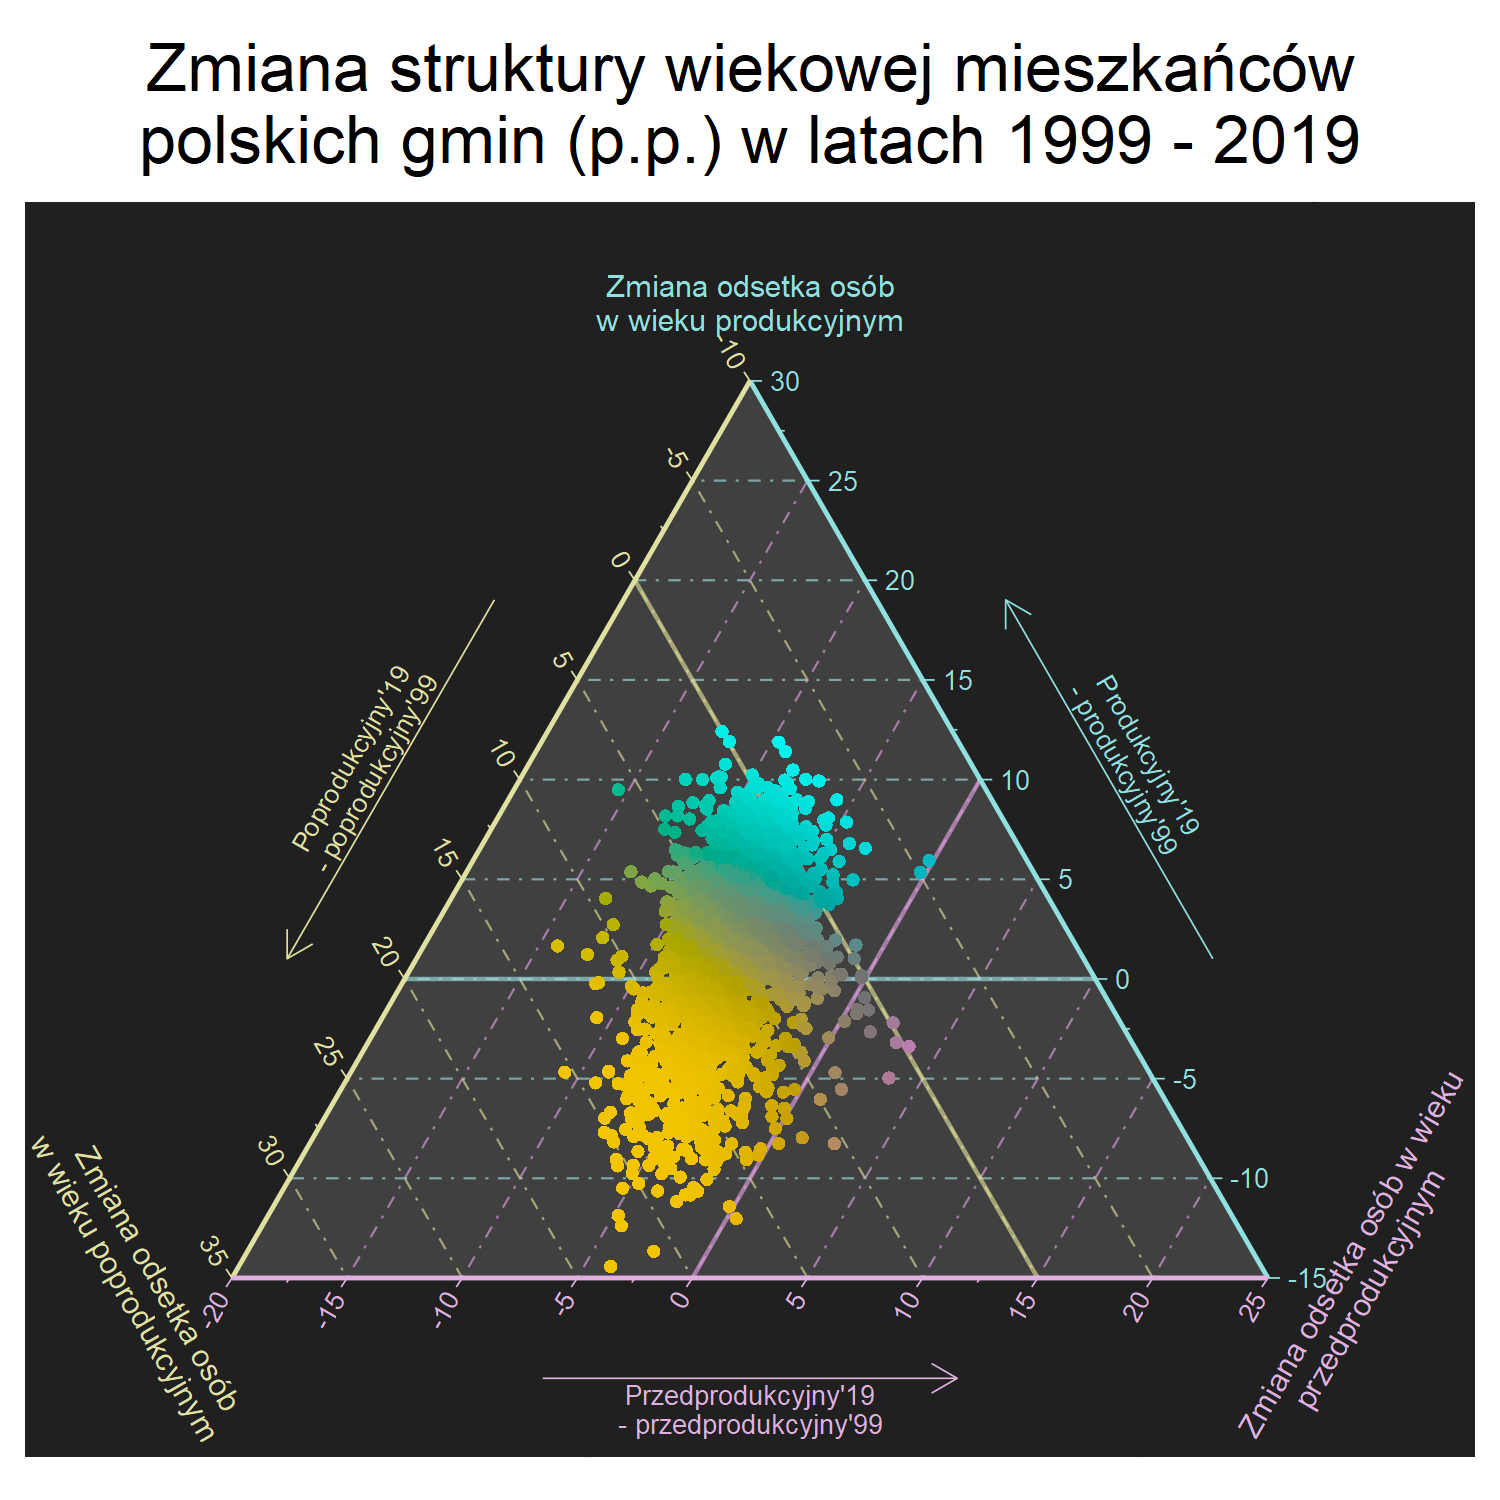 Zmiana struktury wiekowej mieszkańców
polskich gmin (p.p.) w latach 1999 - 2019
Zmiana odsetka osób
w wieku produkcyjnym
-10
-5
0
5
10
15
20
25
30
35
30
25
20
15
10
5
0
-5
-10
-15
Poprodukcyjny'19
- poprodukcyjny'99
Produkcyjny'19
- produkcyjny'99
Zmiana odsetka osób
w wieku poprodukcyjnym
Zmiana odsetka osób w wieku
przedprodukcyjnym
-20
-15
-10
-5
0
5
10
15
20
25
Przedprodukcyjny'19
- przedprodukcyjny'99